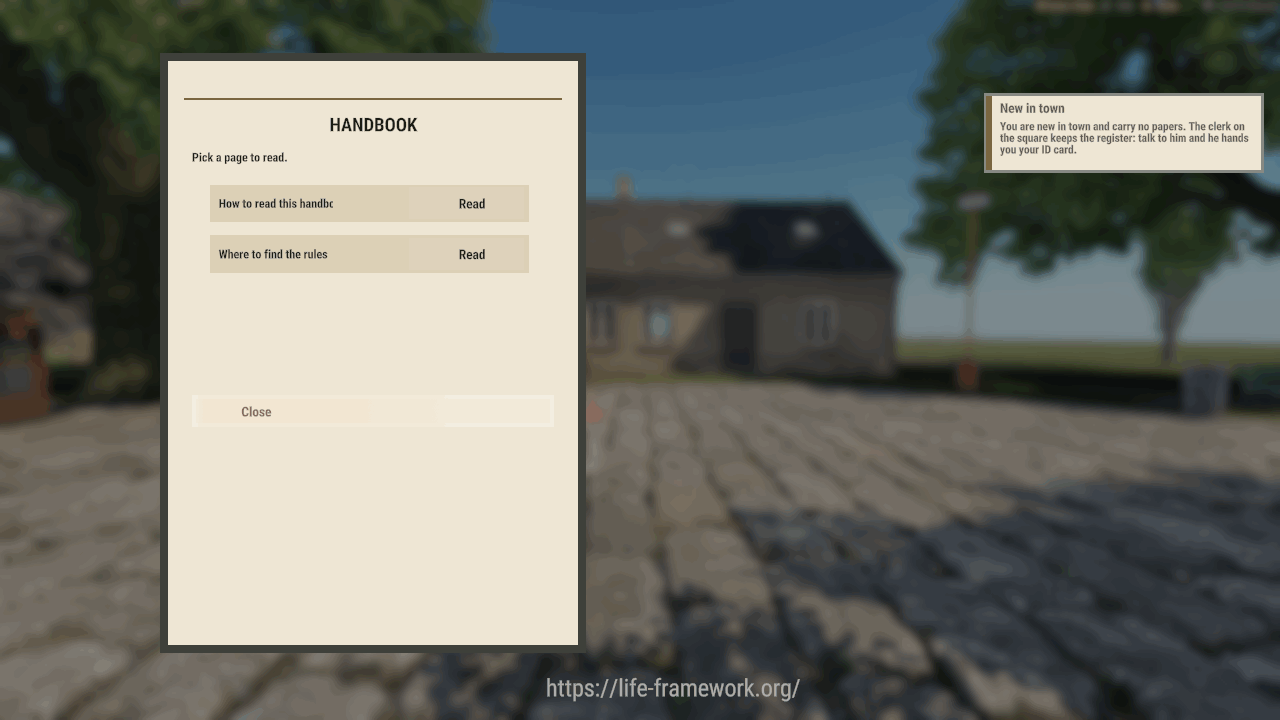 HANDBOOK
Pick a page to read.
How to read this handbc
Read
Where to find the rules
Read
Close
New in town
You are new in town and carry no papers. The clerk on
the square keeps the register: talk to him and he hands
you your ID card.
https://life-framework.org/